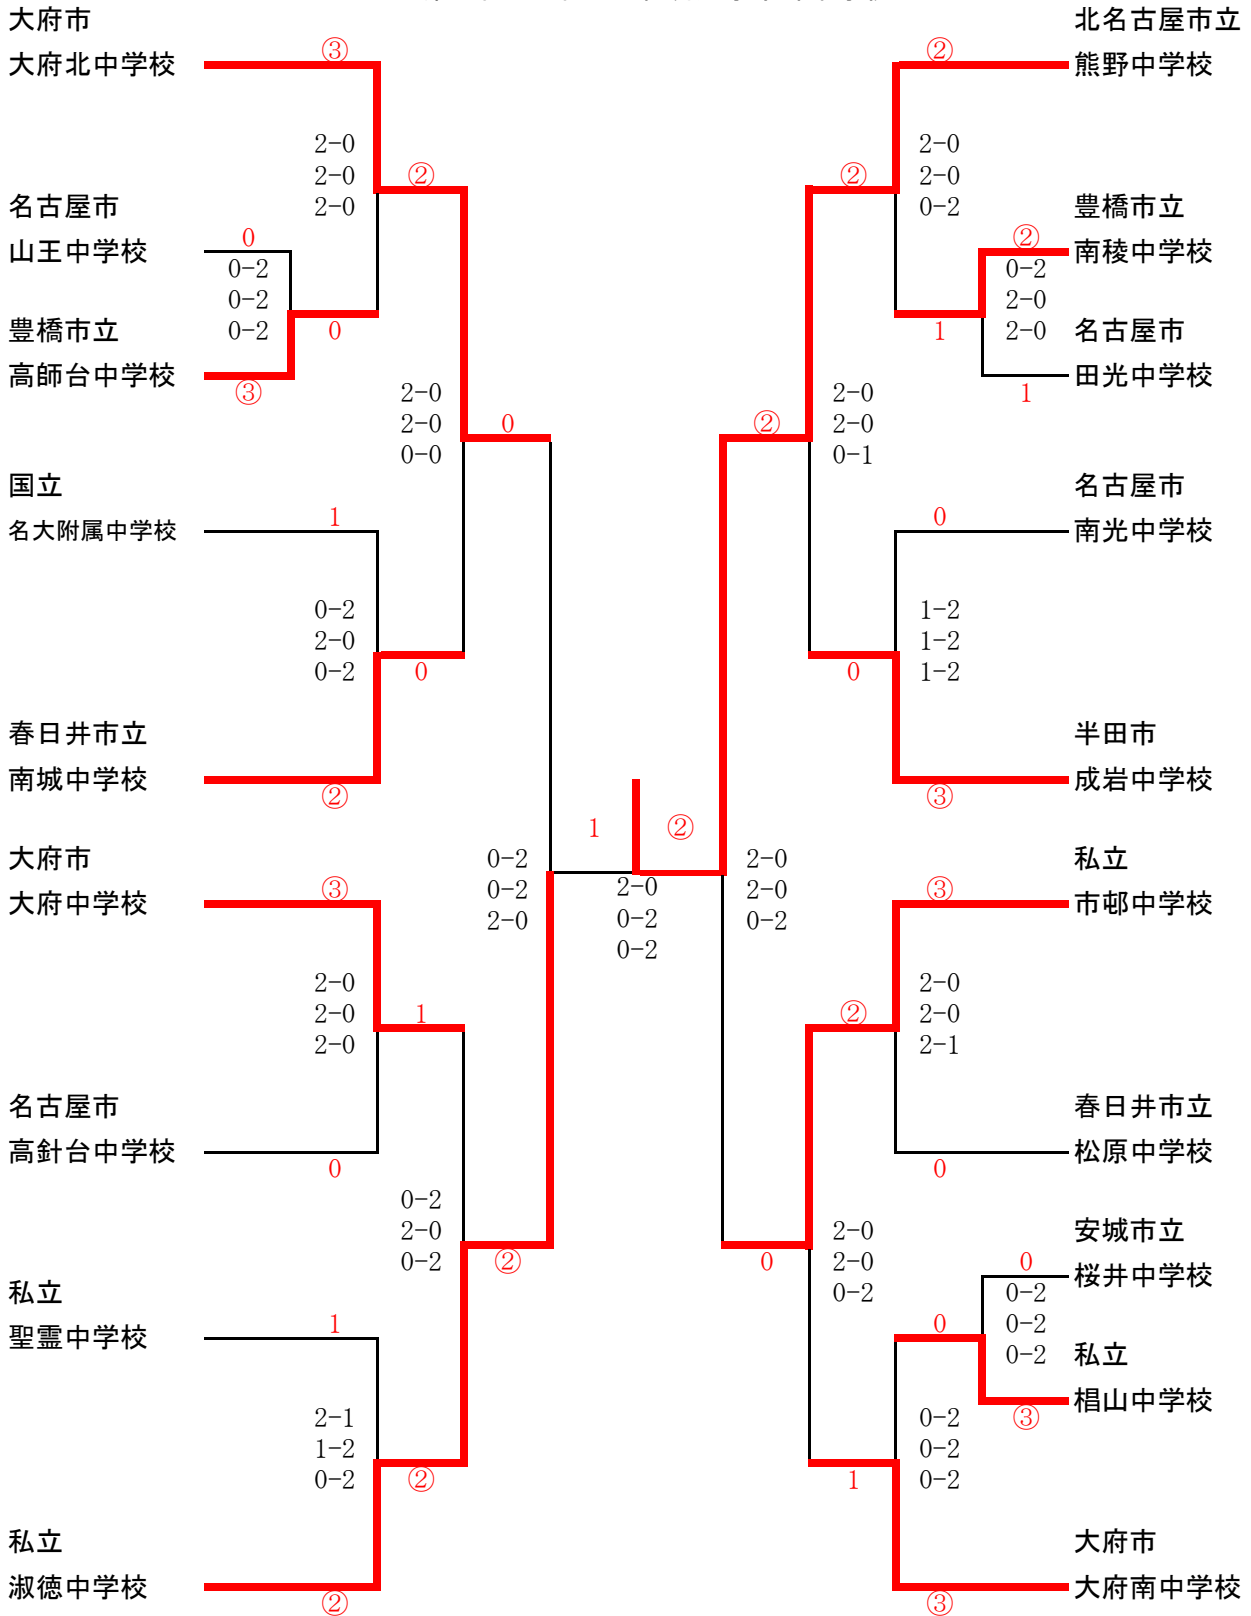 大府市
大府北中学校
③
2-0
2-0
2-0
②
名古屋市
山王中学校
0
0-2
0-2
0-2
豊橋市立
高師台中学校
③
0
2-0
2-0
0-0
0
国立
名大附属中学校
1
0-2
2-0
0-2
0
春日井市立
南城中学校
②
大府市
大府中学校
③
2-0
2-0
2-0
1
名古屋市
高針台中学校
0
0-2
2-0
0-2
②
私立
聖霊中学校
1
2-1
1-2
0-2
②
私立
淑徳中学校
②
0-2
0-2
2-0
1
②
2-0
0-2
0-2
2-0
2-0
0-2
北名古屋市立
熊野中学校
②
2-0
2-0
0-2
②
豊橋市立
南稜中学校
②
0-2
2-0
2-0
1
名古屋市
田光中学校
1
②
2-0
2-0
0-1
名古屋市
南光中学校
0
1-2
1-2
1-2
0
半田市
成岩中学校
③
私立
市邨中学校
③
2-0
2-0
2-1
②
春日井市立
松原中学校
0
2-0
2-0
0-2
0
安城市立
桜井中学校
0
0-2
0-2
0-2
0
私立
椙山中学校
③
0-2
0-2
0-2
1
大府市
大府南中学校
③